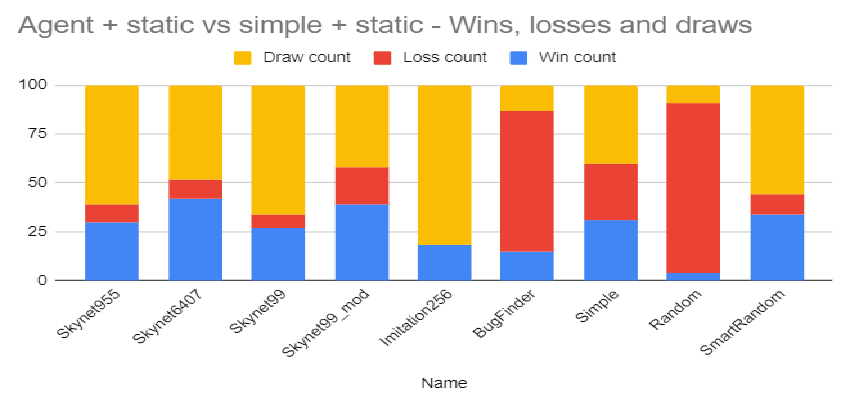 Agent + static vs simple + static - Wins, losses and draws
Draw count Loss count Win count
100
75
50
25
0
Skynet955 Skynet6407 Skynet99 Skynet99_mod Imitation256 BugFinder Simple Random SmartRandom
Name